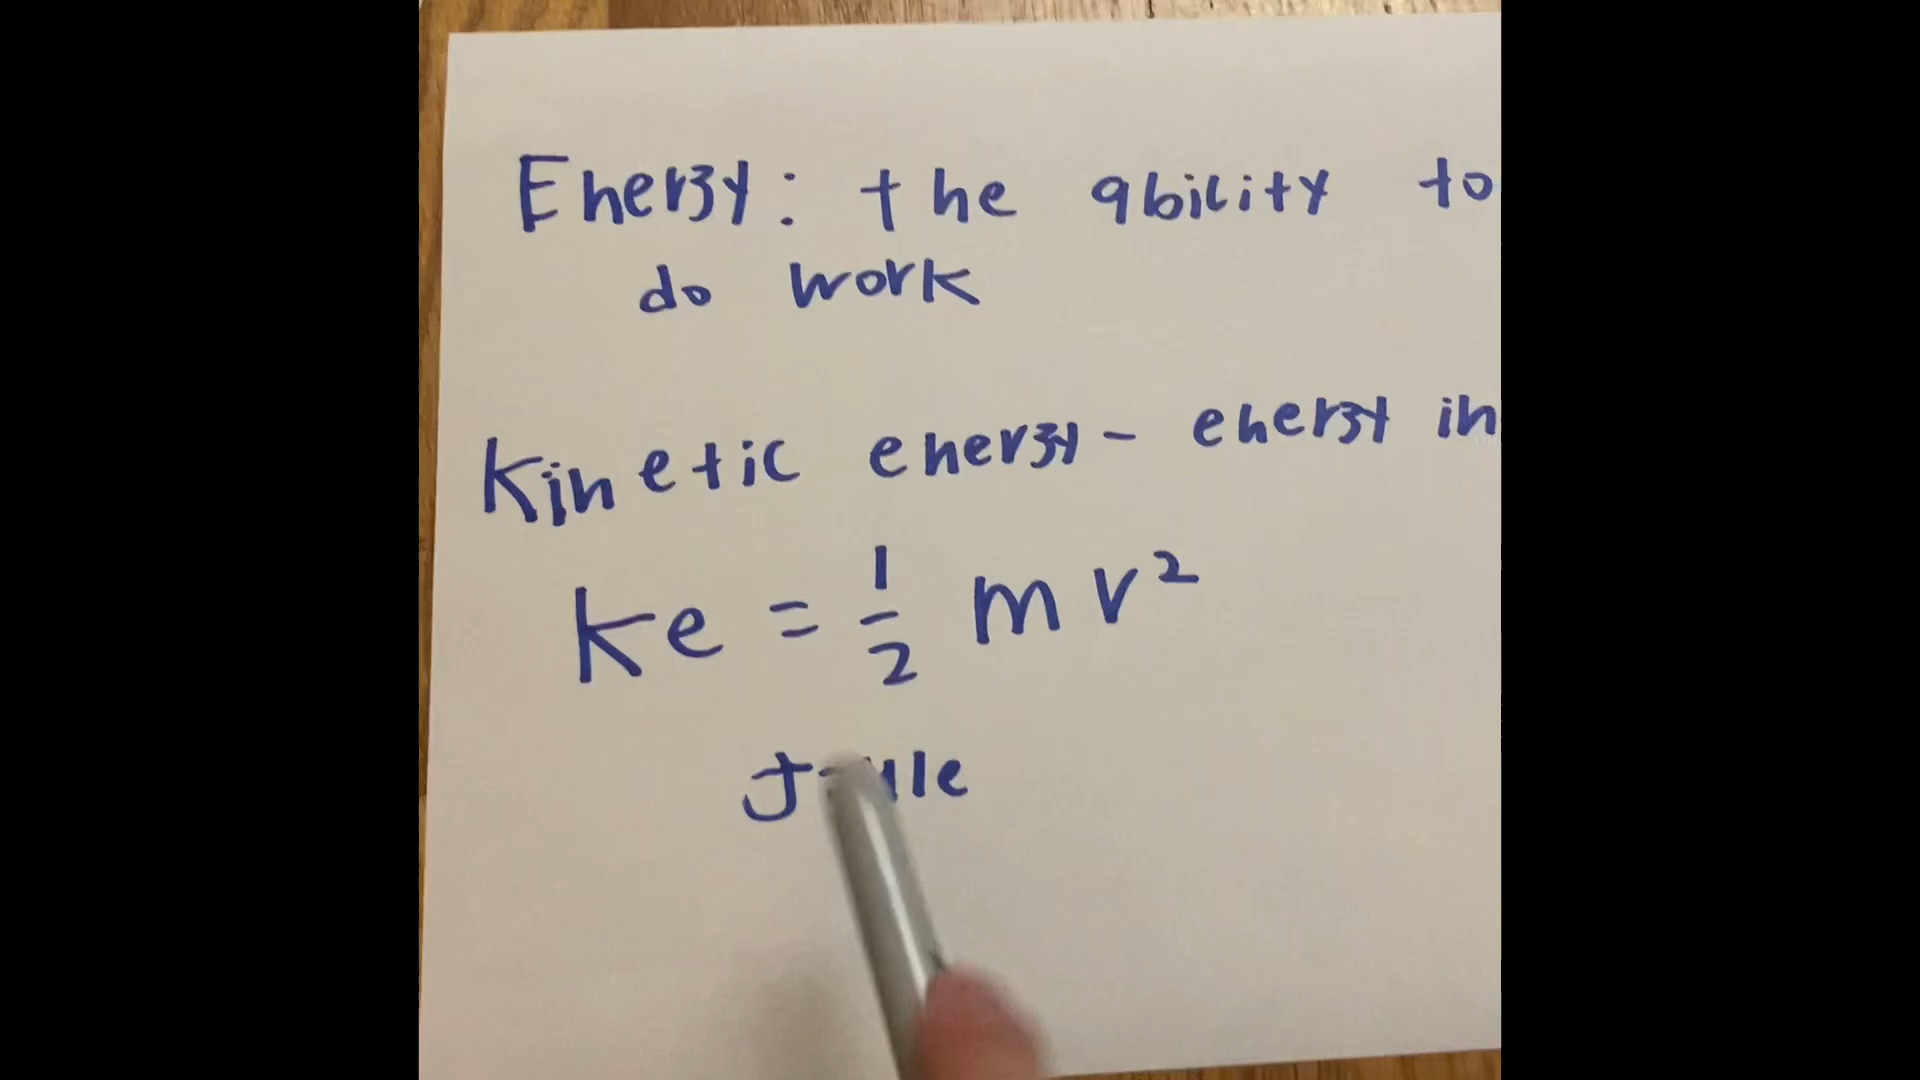 Energy: the ability to
do work
Kinetic energy - energy in
Ke = 1/2 mv²